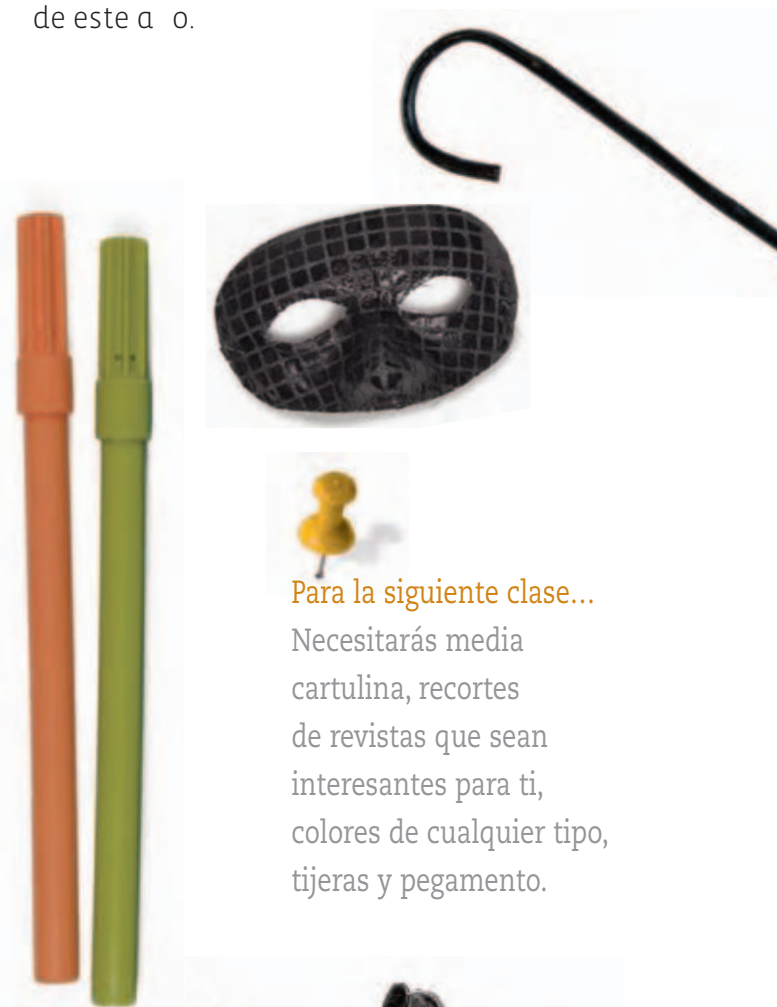 de este a o.
Para la siguiente clase...
Necesitarás media
cartulina, recortes
de revistas que sean
interesantes para ti,
colores de cualquier tipo,
tijeras y pegamento.